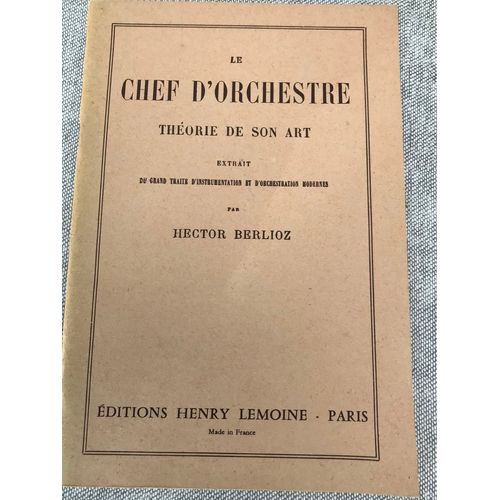 LE
CHEF D'ORCHESTRE
THÉORIE DE SON ART
EXTRAIT
DU GRAND TRAITÉ D'INSTRUMENTATION ET D'ORCHESTRATION MODERNES
PAR
HECTOR BERLIOZ
ÉDITIONS HENRY LEMOINE - PARIS
Made in France